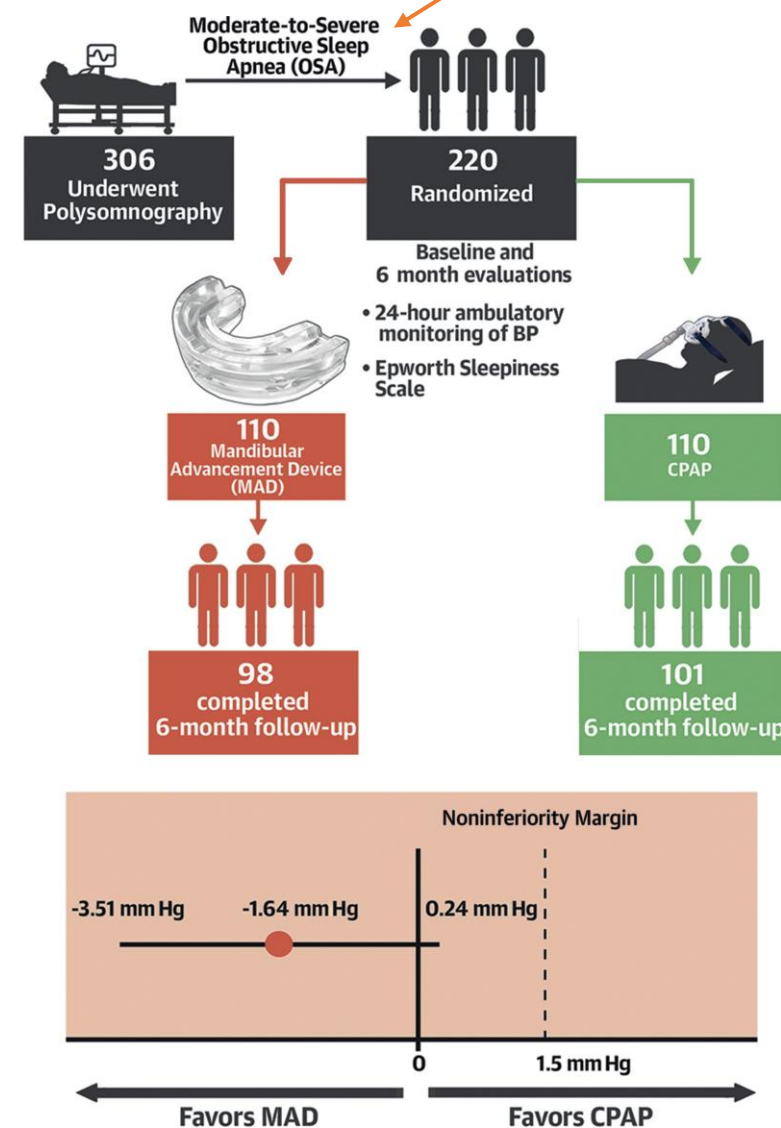 Moderate-to-Severe
Obstructive Sleep
Apnea (OSA)
306
Underwent
Polysomnography
220
Randomized
Baseline and
6 month evaluations
• 24-hour ambulatory
monitoring of BP
• Epworth Sleepiness
Scale
110
Mandibular
Advancement Device
(MAD)
110
CPAP
98
completed
6-month follow-up
101
completed
6-month follow-up
Noninferiority Margin
-3.51 mm Hg
-1.64 mm Hg
0.24 mm Hg
0
1.5 mm Hg
Favors MAD
Favors CPAP